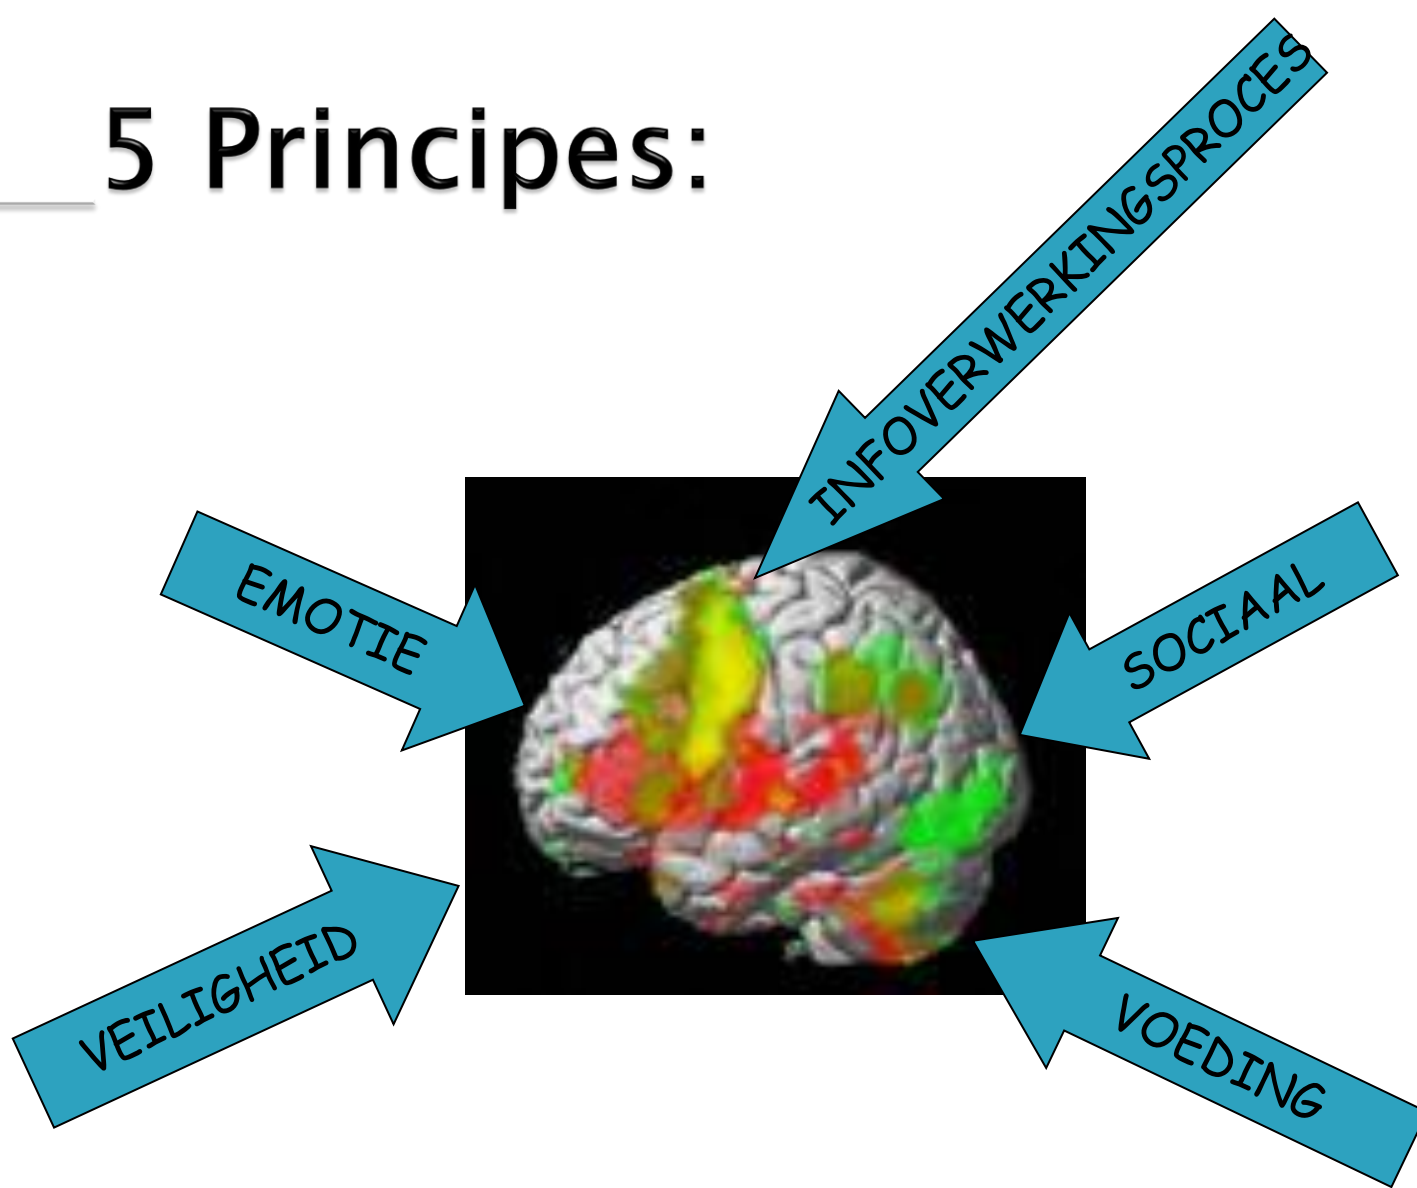 5 Principes:
INFOVERWERKINGSPROCES
EMOTIE
SOCIAAL
VEILIGHEID
VOEDING